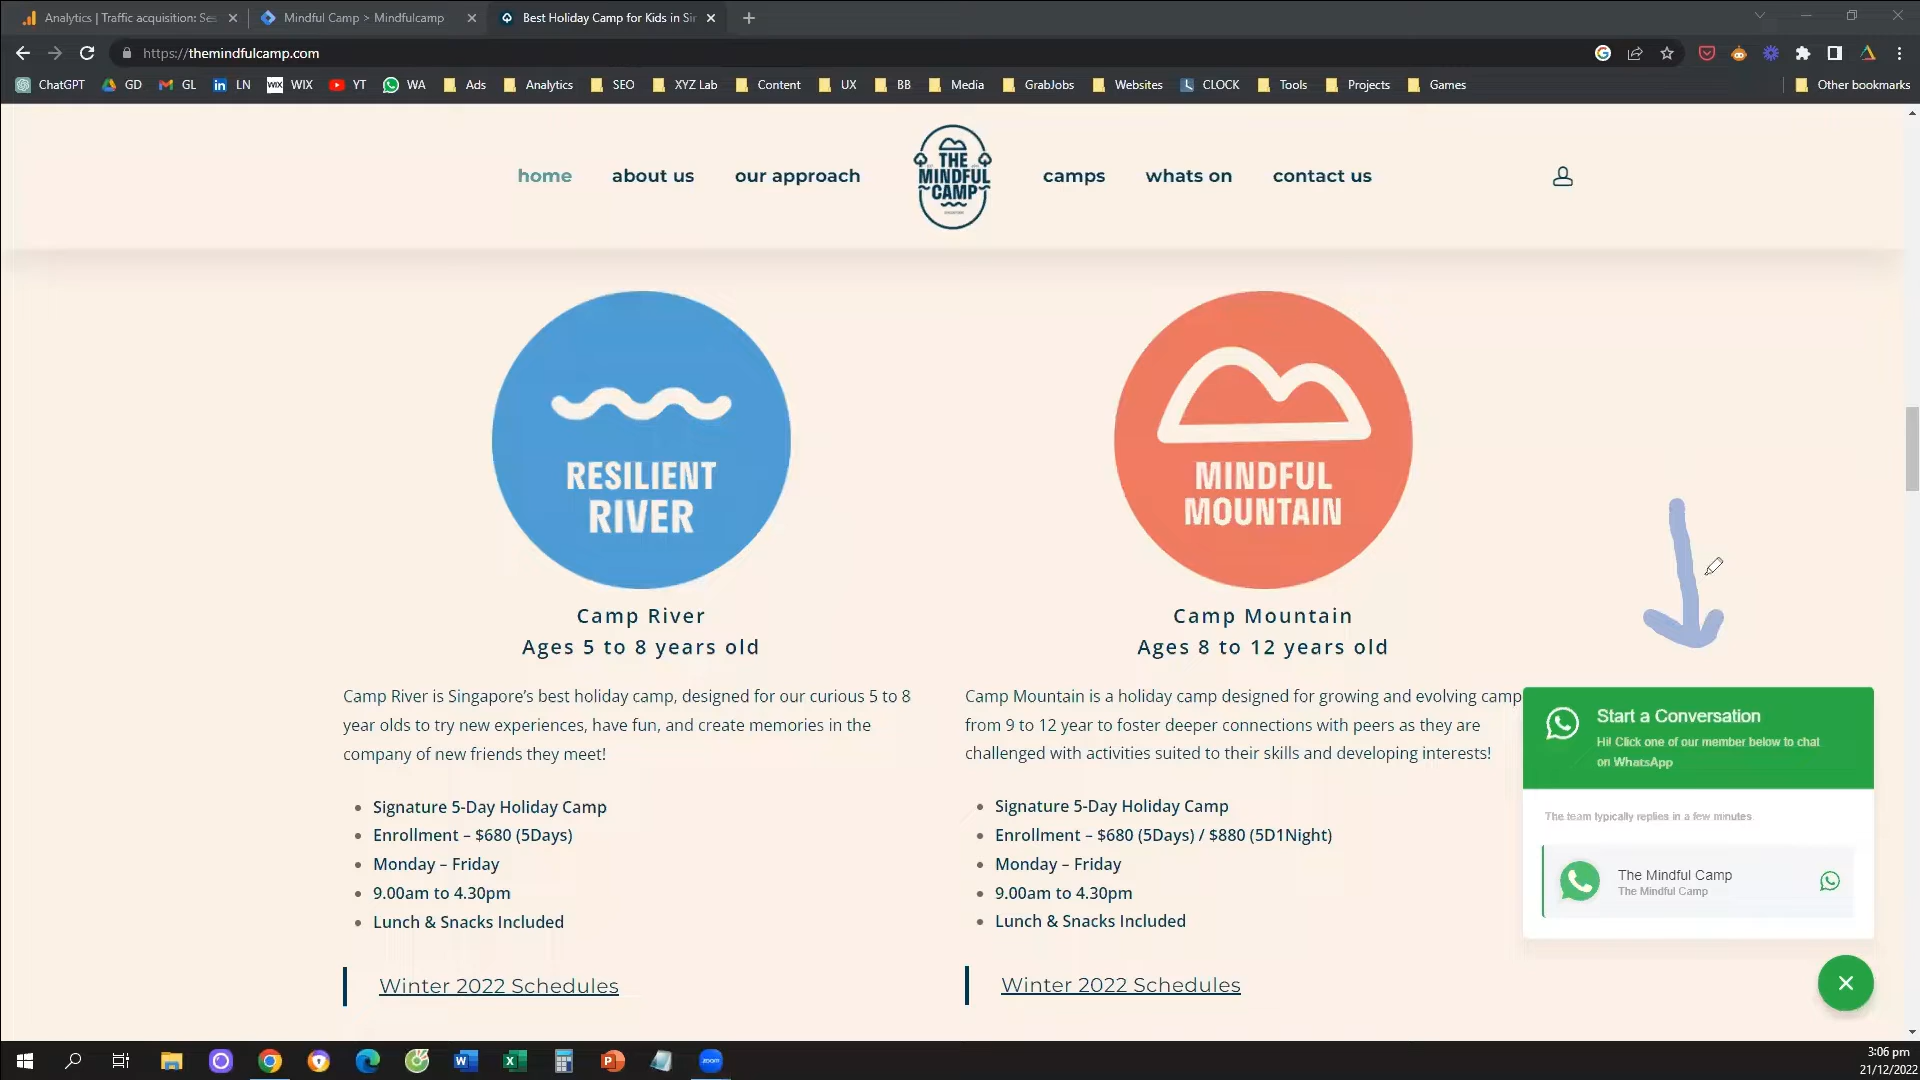 Analytics | Traffic acquisition: Ses
Mindful Camp > Mindfulcamp
Best Holiday Camp for Kids in Sin
https://themindfulcamp.com
ChatGPT GD GL LN WIX YT WA Ads Analytics SEO XYZ Lab Content UX BB Media GrabJobs Websites CLOCK Tools Projects Games Other bookmarks
home about us our approach THE MINDFUL CAMP camps whats on contact us
RESILIENT
RIVER
Camp River
Ages 5 to 8 years old
Camp River is Singapore’s best holiday camp, designed for our curious 5 to 8
year olds to try new experiences, have fun, and create memories in the
company of new friends they meet!
Signature 5-Day Holiday Camp
Enrollment – $680 (5Days)
Monday – Friday
9.00am to 4.30pm
Lunch & Snacks Included
Winter 2022 Schedules
MINDFUL
MOUNTAIN
Camp Mountain
Ages 8 to 12 years old
Camp Mountain is a holiday camp designed for growing and evolving camp
from 9 to 12 year to foster deeper connections with peers as they are
challenged with activities suited to their skills and developing interests!
Signature 5-Day Holiday Camp
Enrollment – $680 (5Days) / $880 (5D1Night)
Monday – Friday
9.00am to 4.30pm
Lunch & Snacks Included
Winter 2022 Schedules
Start a Conversation
Hi! Click one of our member below to chat
on WhatsApp
The team typically replies in a few minutes
The Mindful Camp
The Mindful Camp
zoom
3:06 pm
21/12/2022